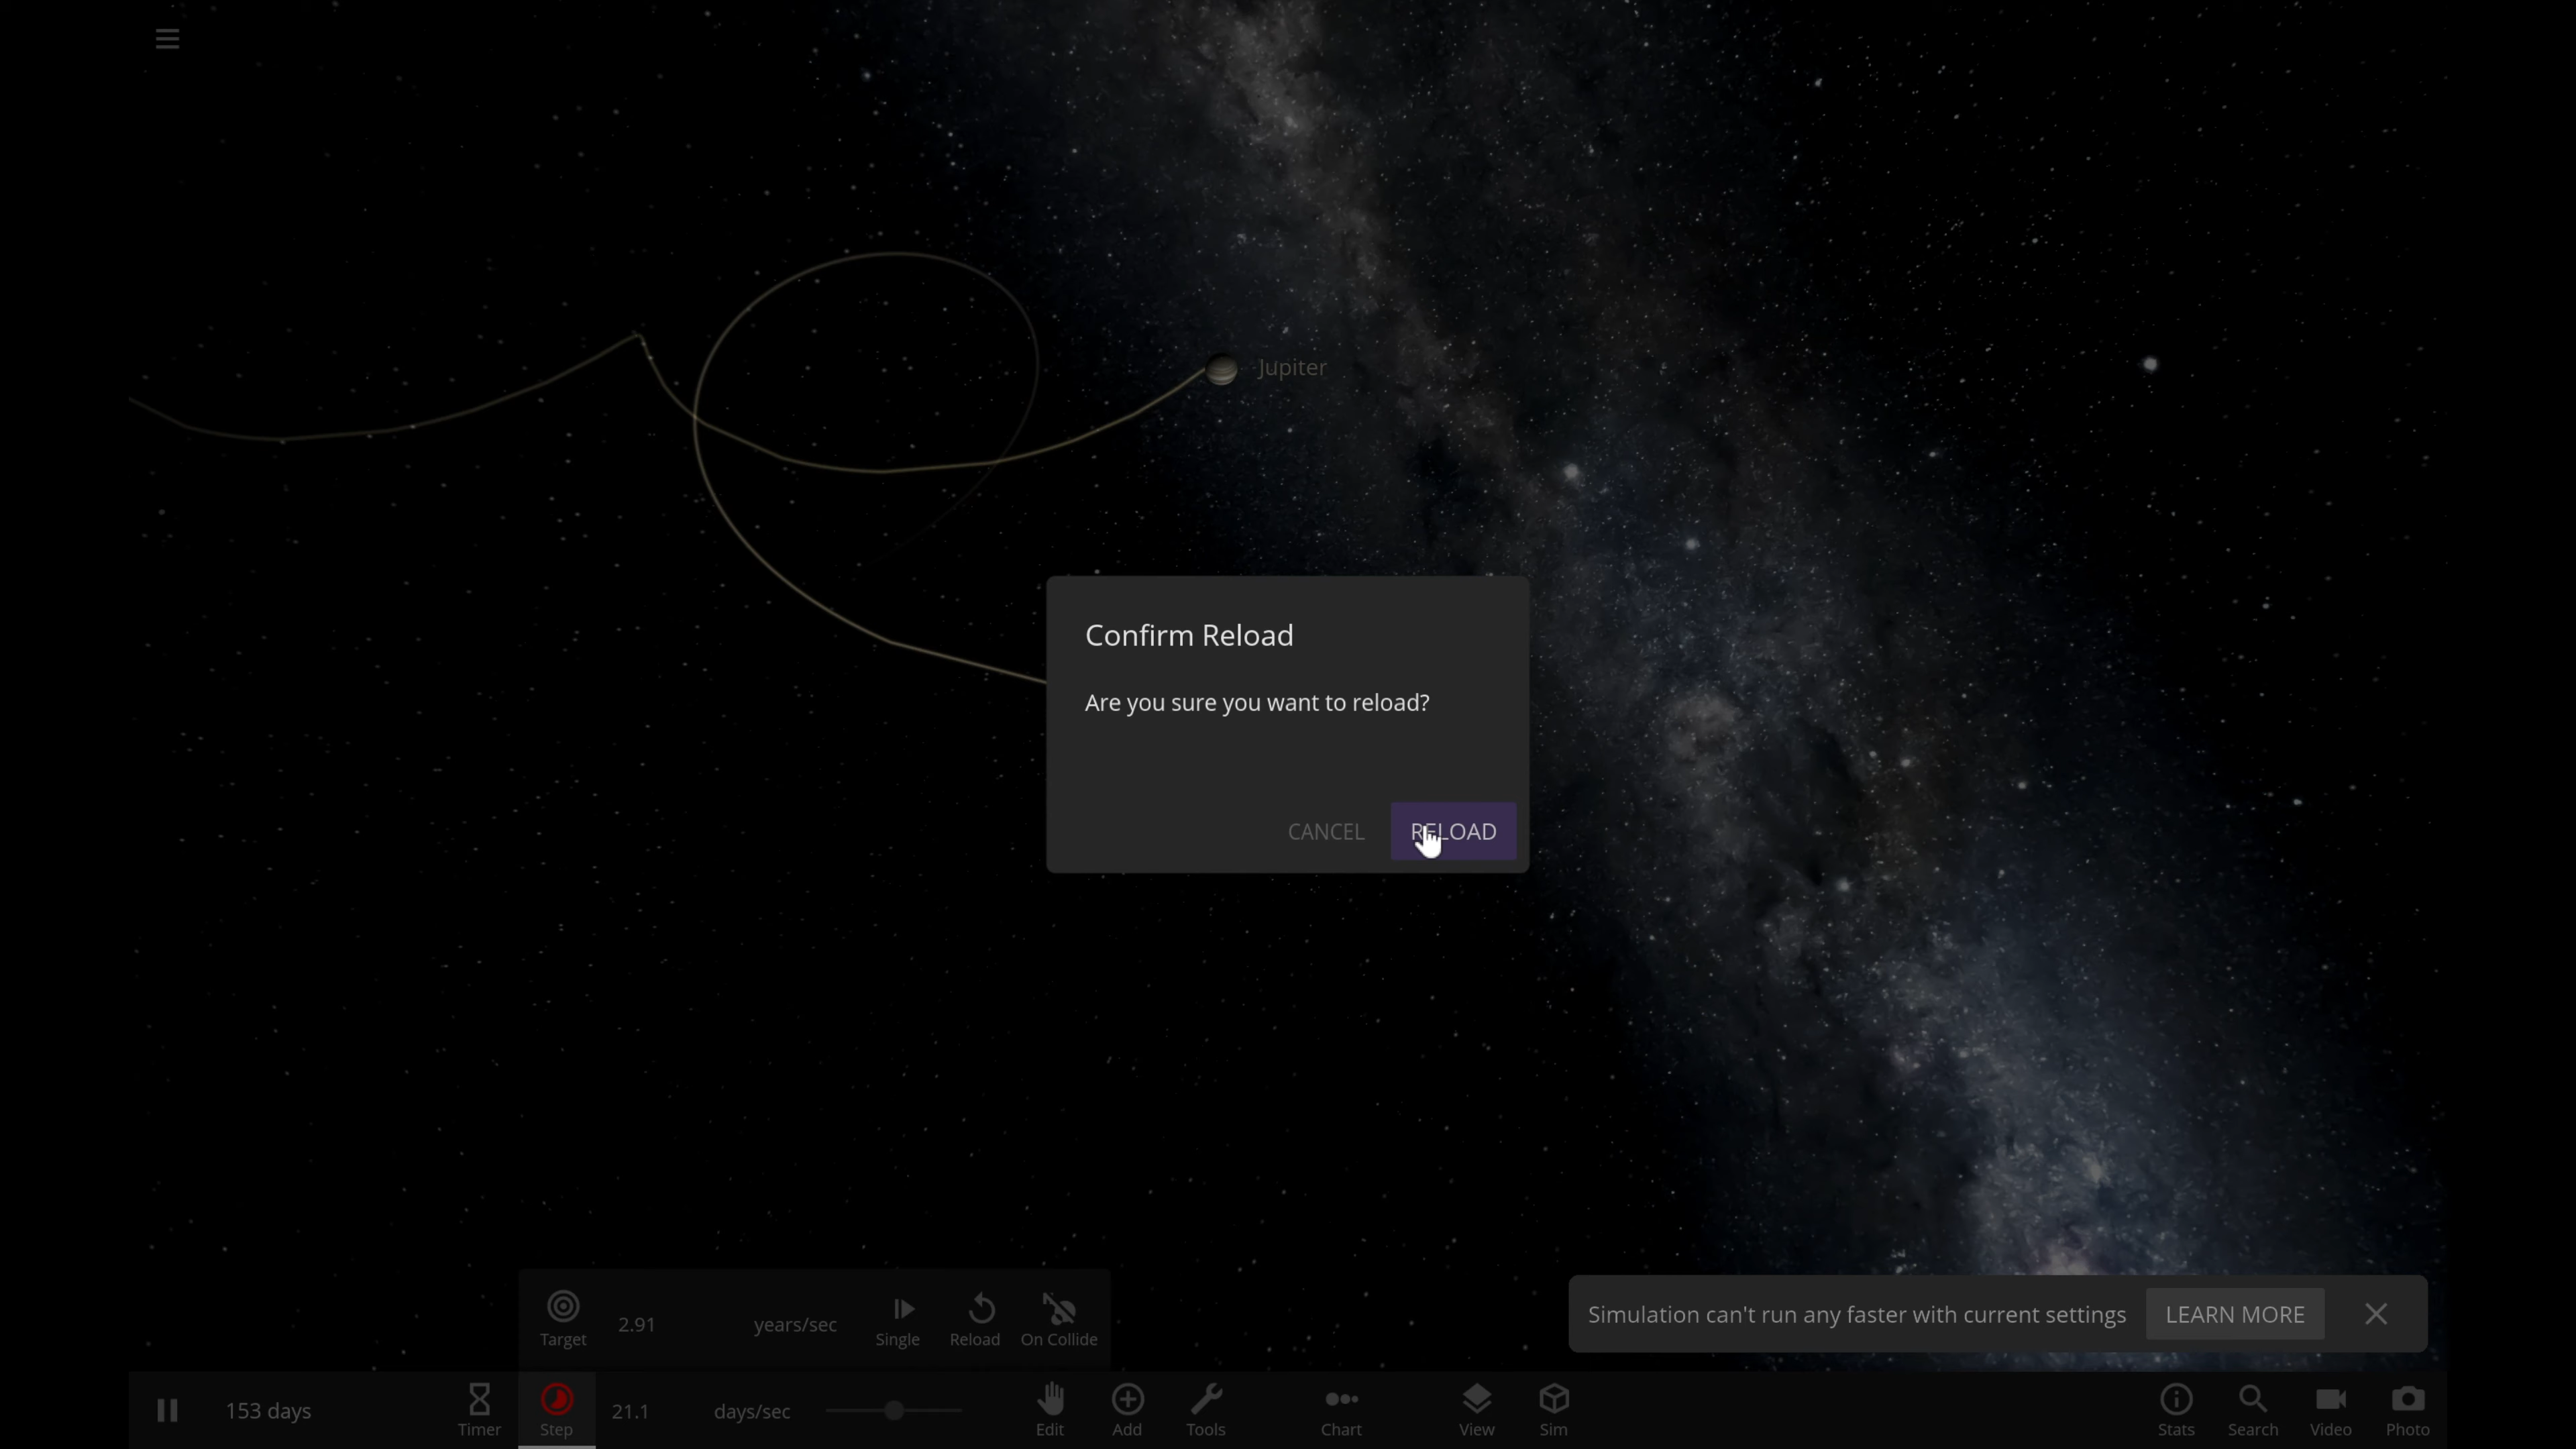 Jupiter
Confirm Reload
Are you sure you want to reload?
CANCEL RELOAD
Target 2.91 years/sec Single Reload On Collide
Simulation can't run any faster with current settings LEARN MORE
153 days Timer Step 21.1 days/sec Edit Add Tools Chart View Sim Stats Search Video Photo